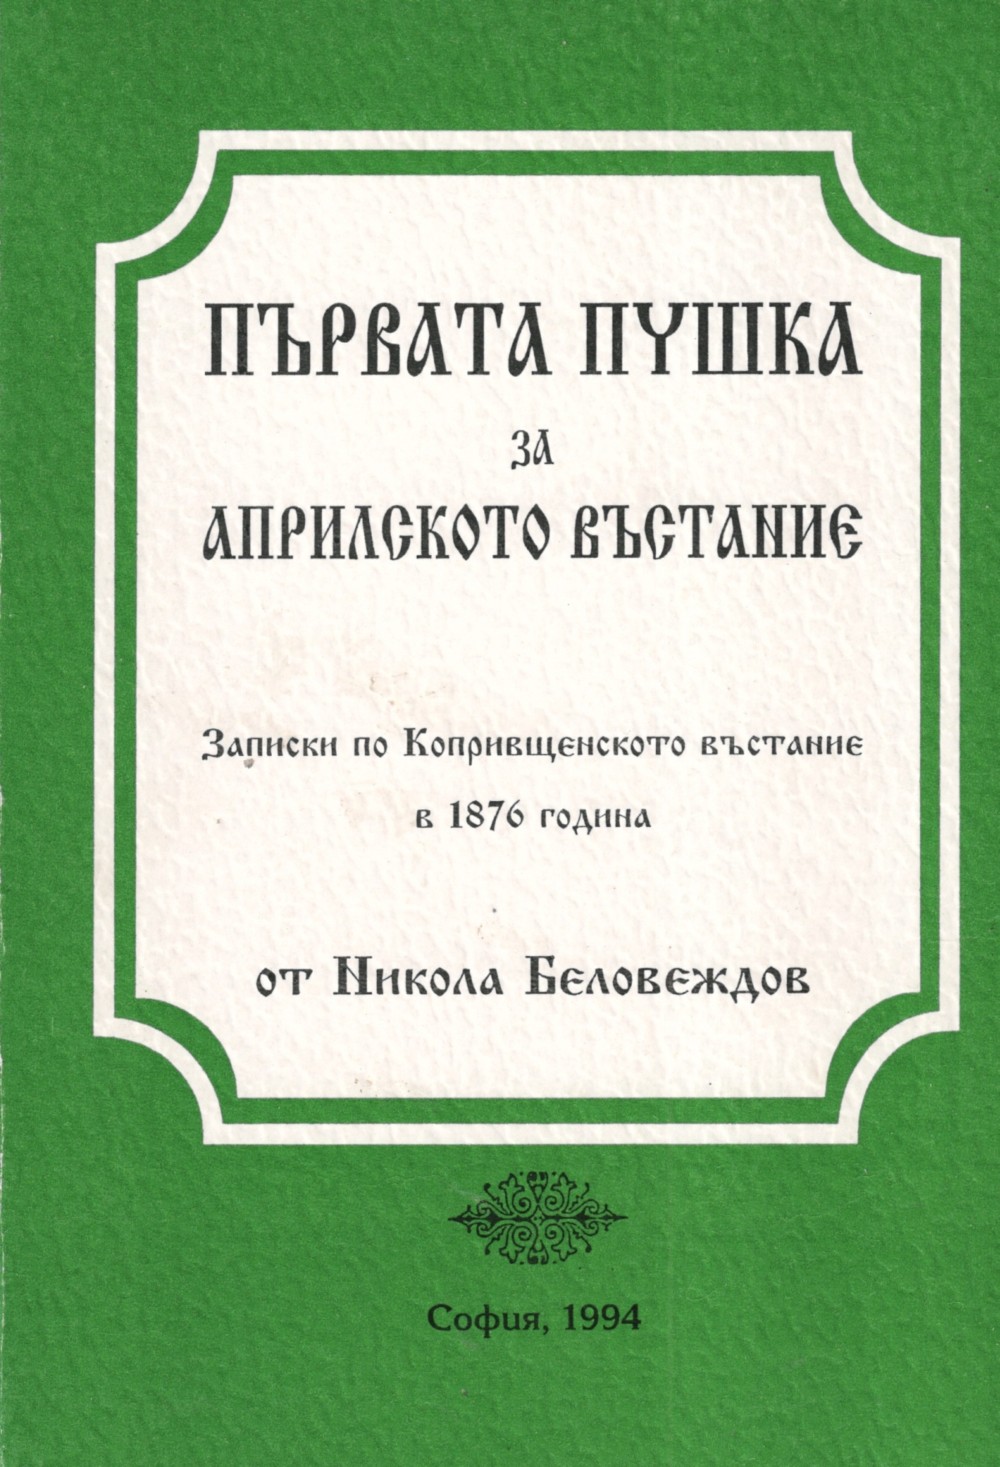 ПЪРВАТА ПУШКА
ЗА
АПРИЛСКОТО ВЪСТАНИЕ
Записки по Копривщенското въстание
в 1876 година
от Никола Беловеждов
София, 1994